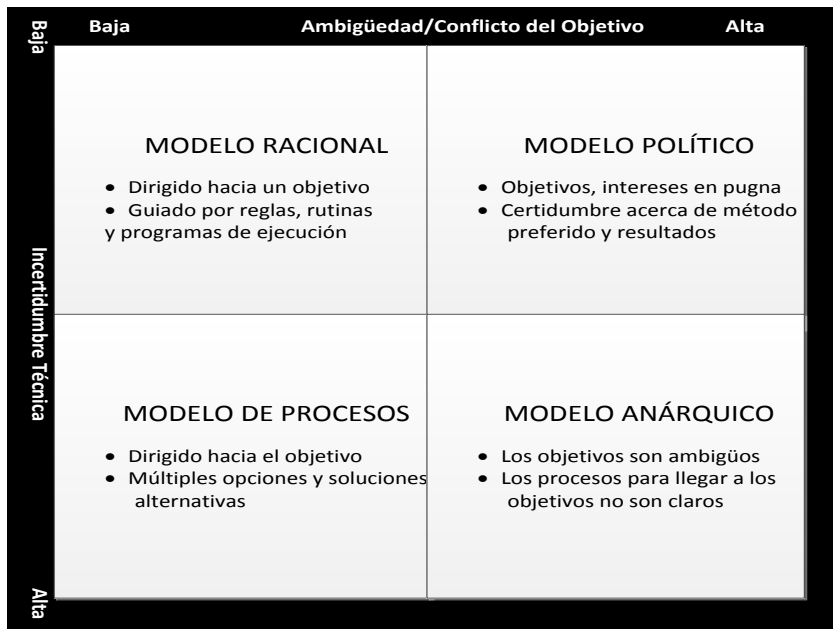 Baja
Baja Ambigüedad/Conflicto del Objetivo Alta
MODELO RACIONAL
• Dirigido hacia un objetivo
• Guiado por reglas, rutinas
y programas de ejecución
MODELO POLÍTICO
• Objetivos, intereses en pugna
• Certidumbre acerca de método
preferido y resultados
Incertidumbre Técnica
MODELO DE PROCESOS
• Dirigido hacia el objetivo
• Múltiples opciones y soluciones
alternativas
MODELO ANÁRQUICO
• Los objetivos son ambigüos
• Los procesos para llegar a los
objetivos no son claros
Alta